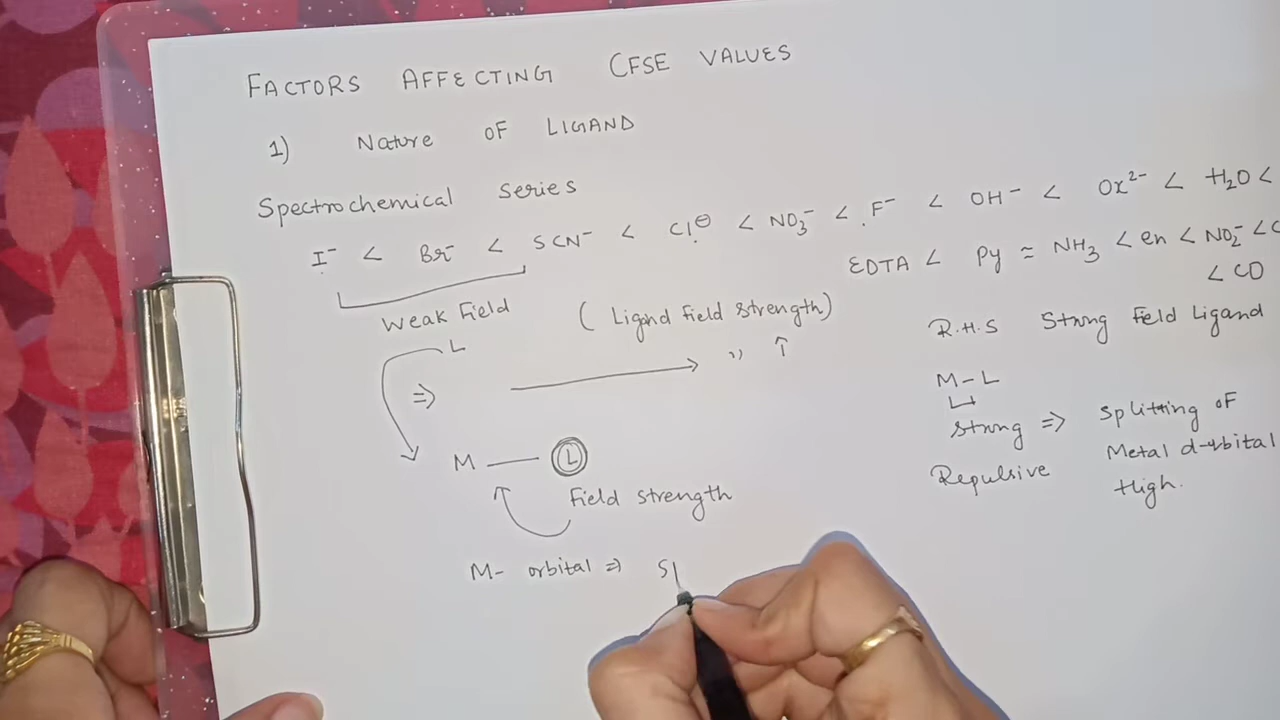 FACTORS AFFECTING CFSE VALUES
1) Nature OF LIGAND
Spectrochemical Series
I⁻ < Br⁻ < SCN⁻ < Cl⊖ < NO₃⁻ < F⁻ < OH⁻ < Ox²⁻ < H₂O <
EDTA < Py ≈ NH₃ < en < NO₂⁻ < C
< CO
Weak Field
(Ligand field strength)
L
⇒ → ,, ↑
R.H.S Strong Field Ligand
M-L
strong ⇒ Splitting of
Repulsive Metal d-orbital
High.
M — L
Field strength
M- orbital ⇒ Sp